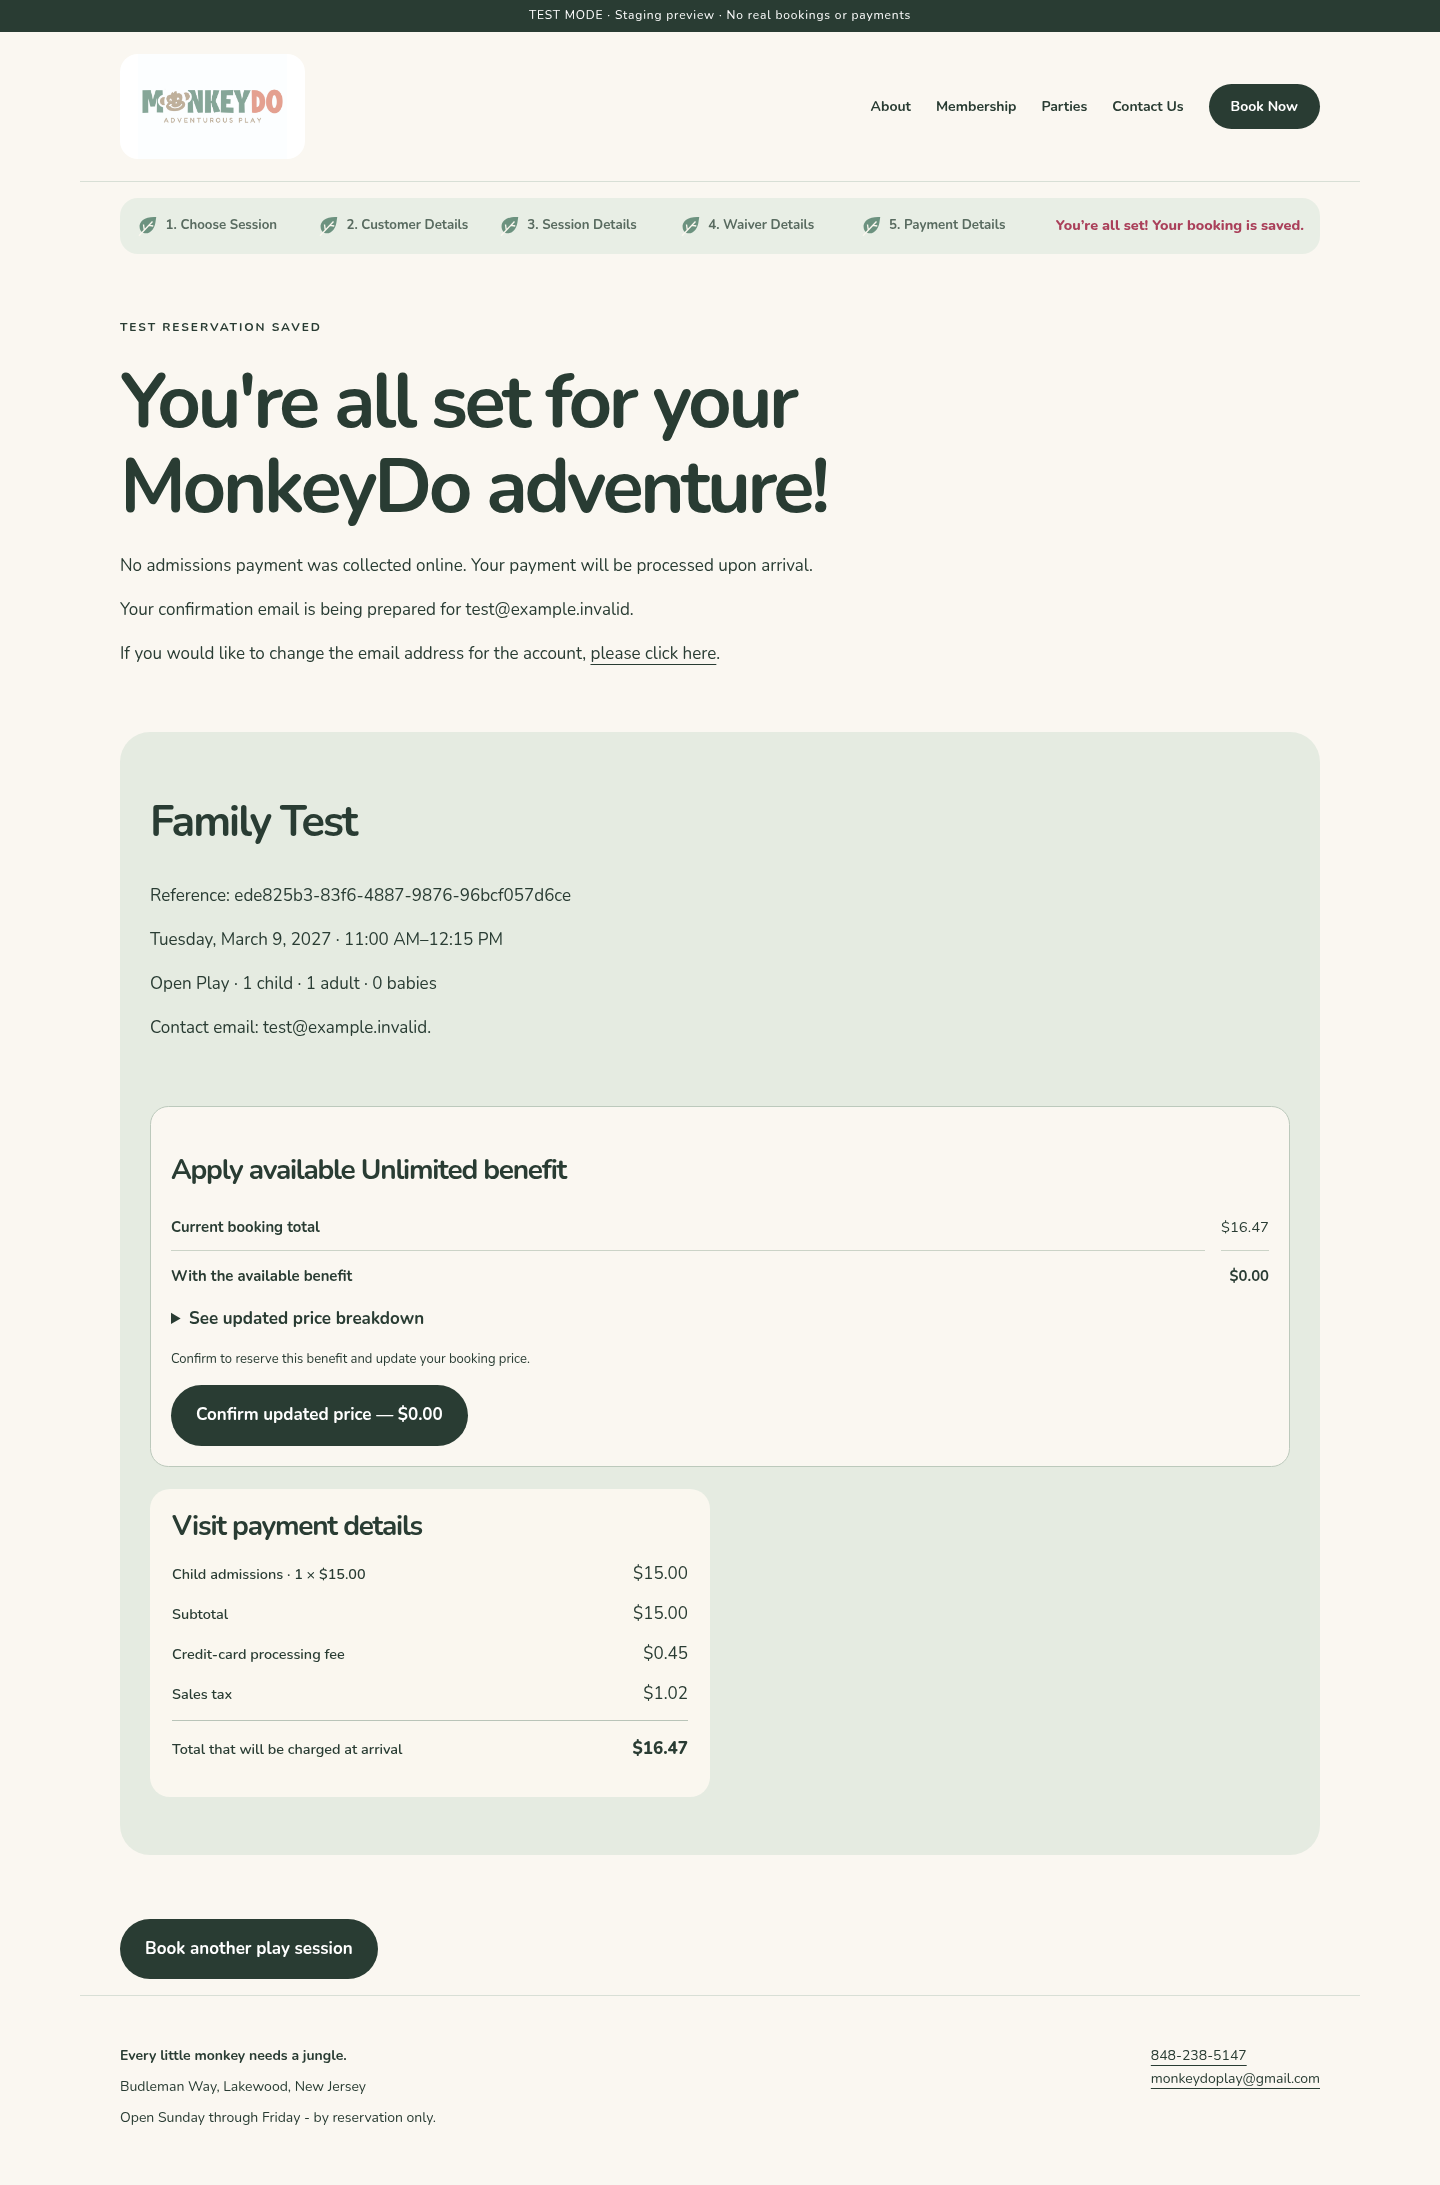 TEST MODE · Staging preview · No real bookings or payments
MONKEYDO
ADVENTUROUS PLAY
About Membership Parties Contact Us Book Now
1. Choose Session 2. Customer Details 3. Session Details 4. Waiver Details 5. Payment Details You’re all set! Your booking is saved.
TEST RESERVATION SAVED
You're all set for your
MonkeyDo adventure!
No admissions payment was collected online. Your payment will be processed upon arrival.
Your confirmation email is being prepared for test@example.invalid.
If you would like to change the email address for the account, please click here.
Family Test
Reference: ede825b3-83f6-4887-9876-96bcf057d6ce
Tuesday, March 9, 2027 · 11:00 AM–12:15 PM
Open Play · 1 child · 1 adult · 0 babies
Contact email: test@example.invalid.
Apply available Unlimited benefit
Current booking total $16.47
With the available benefit $0.00
See updated price breakdown
Confirm to reserve this benefit and update your booking price.
Confirm updated price — $0.00
Visit payment details
Child admissions · 1 × $15.00 $15.00
Subtotal $15.00
Credit-card processing fee $0.45
Sales tax $1.02
Total that will be charged at arrival $16.47
Book another play session
Every little monkey needs a jungle.
Budleman Way, Lakewood, New Jersey
Open Sunday through Friday - by reservation only.
848-238-5147
monkeydoplay@gmail.com